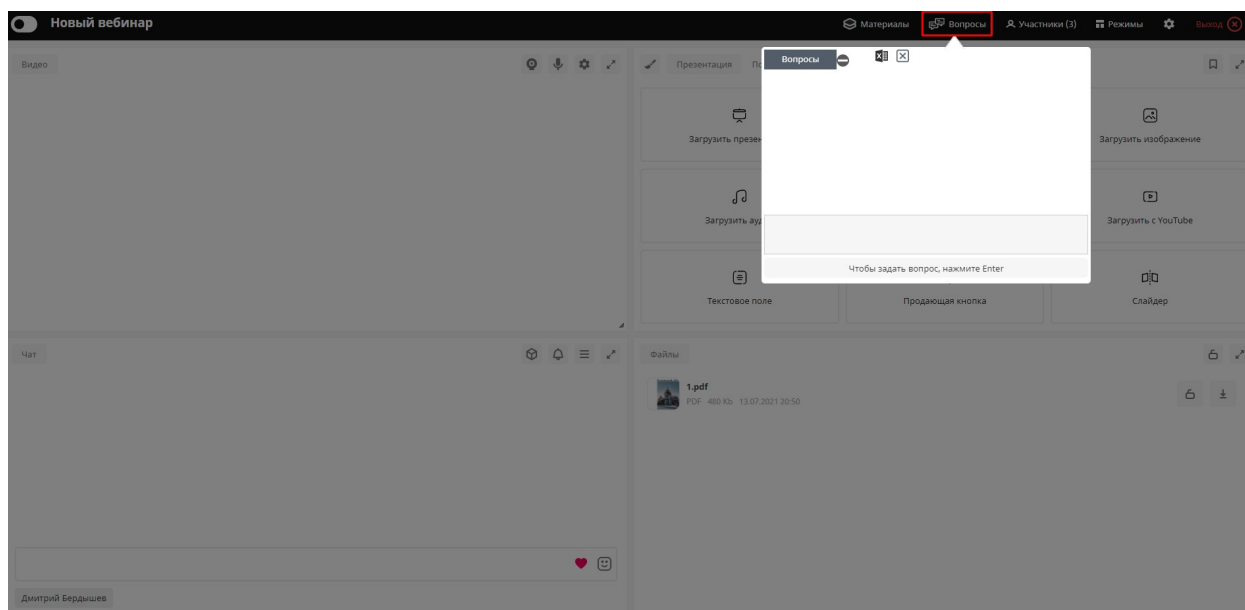 Новый вебинар
Материалы
Вопросы
Участники (3)
Режимы
Выход
Видео
Презентация
Вопросы
Загрузить
Загрузить изображение
Загрузить
Загрузить с YouTube
Чтобы задать вопрос, нажмите Enter
Текстовое поле
Продающая кнопка
Слайдер
Чат
Файлы
1.pdf
PDF 480 Kb 13.07.2021 20:50
Дмитрий Бердышев